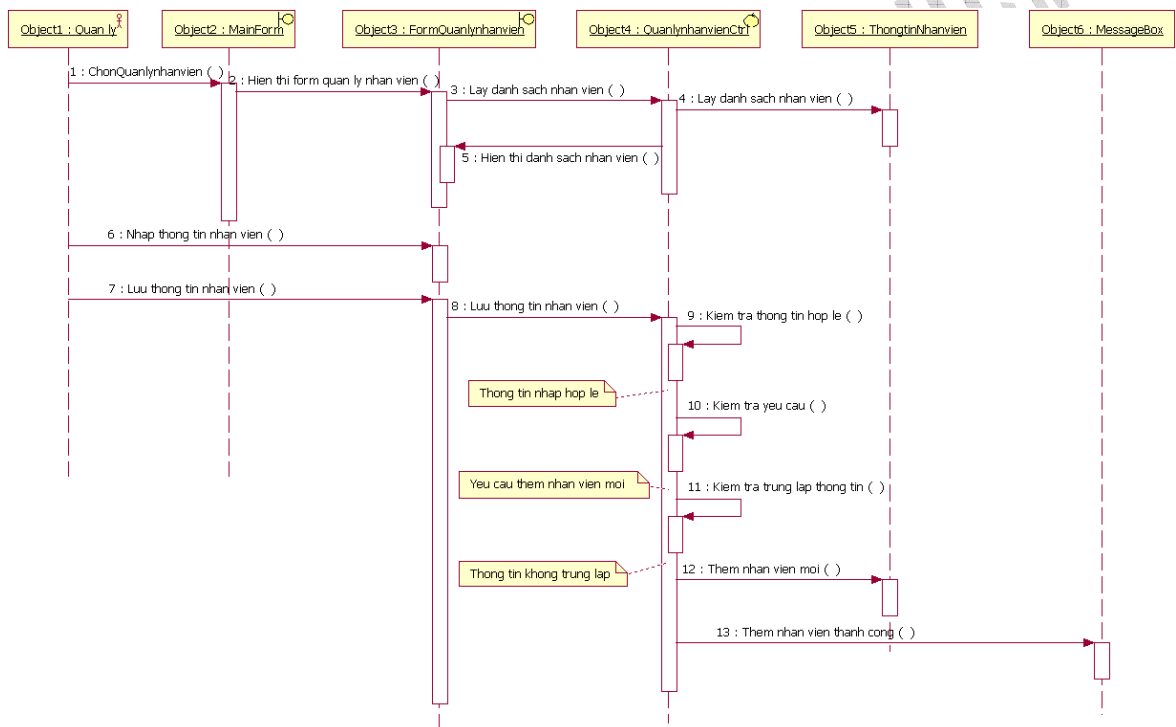 Object1 : Quan ly
Object2 : MainForm
Object3 : FormQuanlynhanvien
Object4 : QuanlynhanvienCtrl
Object5 : ThongtinNhanvien
Object6 : MessageBox
1 : ChonQuanlynhanvien ( )
2 : Hien thi form quan ly nhan vien ( )
3 : Lay danh sach nhan vien ( )
4 : Lay danh sach nhan vien ( )
5 : Hien thi danh sach nhan vien ( )
6 : Nhap thong tin nhan vien ( )
7 : Luu thong tin nhan vien ( )
8 : Luu thong tin nhan vien ( )
9 : Kiem tra thong tin hop le ( )
Thong tin nhap hop le
10 : Kiem tra yeu cau ( )
Yeu cau them nhan vien moi
11 : Kiem tra trung lap thong tin ( )
Thong tin khong trung lap
12 : Them nhan vien moi ( )
13 : Them nhan vien thanh cong ( )